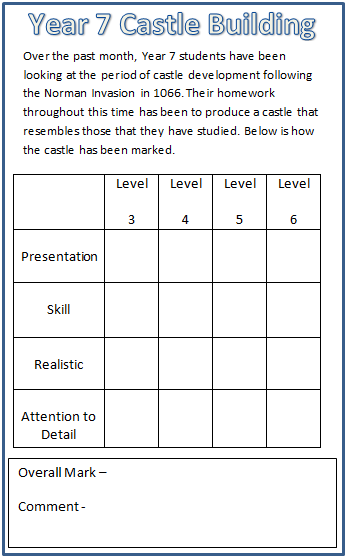 Year 7 Castle Building
Over the past month, Year 7 students have been
looking at the period of castle development following
the Norman Invasion in 1066. Their homework
throughout this time has been to produce a castle that
resembles those that they have studied. Below is how
the castle has been marked.
Level Level Level Level
3 4 5 6
Presentation
Skill
Realistic
Attention to
Detail
Overall Mark –
Comment -